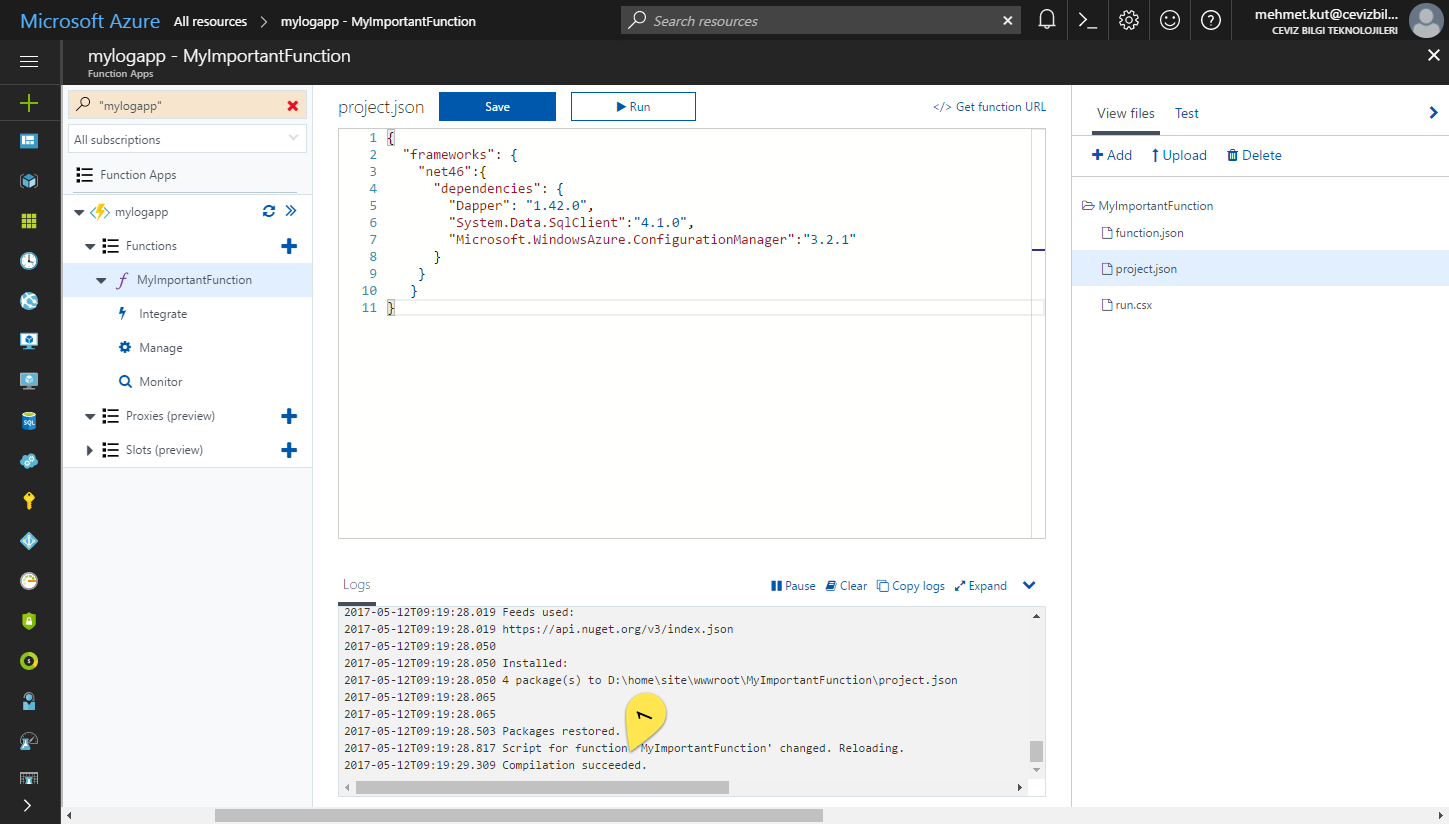 Microsoft Azure All resources > mylogapp - MyImportantFunction
Search resources
mehmet.kut@cevizbil...
CEVIZ BILGI TEKNOLOJILERI
mylogapp - MyImportantFunction
Function Apps
"mylogapp"
All subscriptions
Function Apps
mylogapp
Functions
MyImportantFunction
Integrate
Manage
Monitor
Proxies (preview)
Slots (preview)
project.json Save Run </> Get function URL
1 {
2 "frameworks": {
3 "net46":{
4 "dependencies": {
5 "Dapper": "1.42.0",
6 "System.Data.SqlClient":"4.1.0",
7 "Microsoft.WindowsAzure.ConfigurationManager":"3.2.1"
8 }
9 }
10 }
11 }
Logs Pause Clear Copy logs Expand
2017-05-12T09:19:28.019 Feeds used:
2017-05-12T09:19:28.019 https://api.nuget.org/v3/index.json
2017-05-12T09:19:28.050
2017-05-12T09:19:28.050 Installed:
2017-05-12T09:19:28.050 4 package(s) to D:\home\site\wwwroot\MyImportantFunction\project.json
2017-05-12T09:19:28.065
2017-05-12T09:19:28.065
2017-05-12T09:19:28.503 Packages restored.
2017-05-12T09:19:28.817 Script for function 'MyImportantFunction' changed. Reloading.
2017-05-12T09:19:29.309 Compilation succeeded.
1
View files Test
Add Upload Delete
MyImportantFunction
function.json
project.json
run.csx
SQL